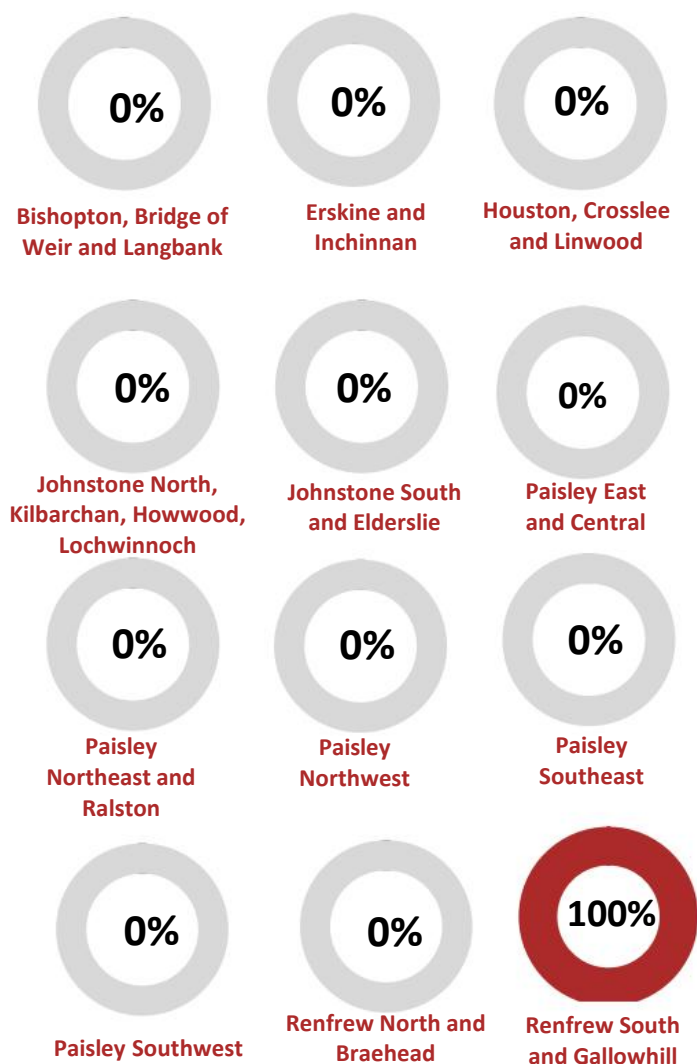 0%
Bishopton, Bridge of
Weir and Langbank
0%
Erskine and
Inchinnan
0%
Houston, Crosslee
and Linwood
0%
Johnstone North,
Kilbarchan, Howwood,
Lochwinnoch
0%
Johnstone South
and Elderslie
0%
Paisley East
and Central
0%
Paisley
Northeast and
Ralston
0%
Paisley
Northwest
0%
Paisley
Southeast
0%
Paisley Southwest
0%
Renfrew North and
Braehead
100%
Renfrew South
and Gallowhill